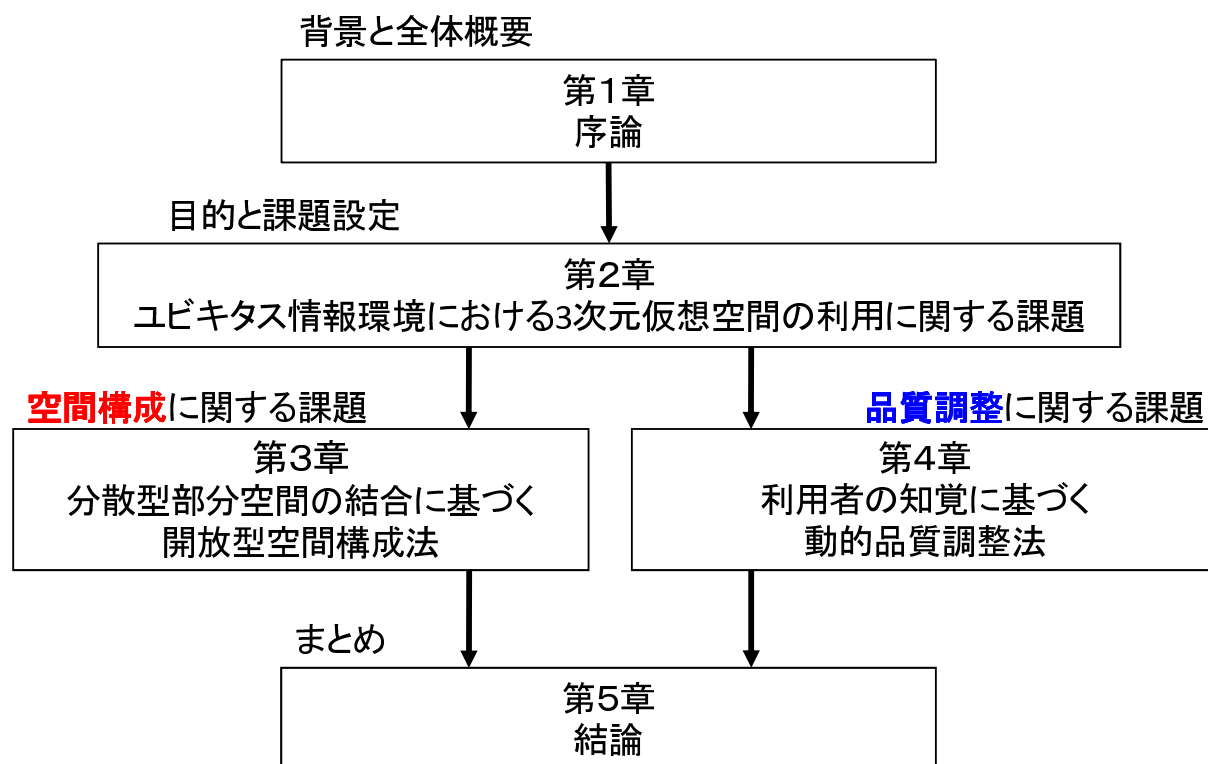 背景と全体概要
第１章
序論
目的と課題設定
第２章
ユビキタス情報環境における3次元仮想空間の利用に関する課題
空間構成に関する課題
第３章
分散型部分空間の結合に基づく
開放型空間構成法
品質調整に関する課題
第４章
利用者の知覚に基づく
動的品質調整法
まとめ
第５章
結論